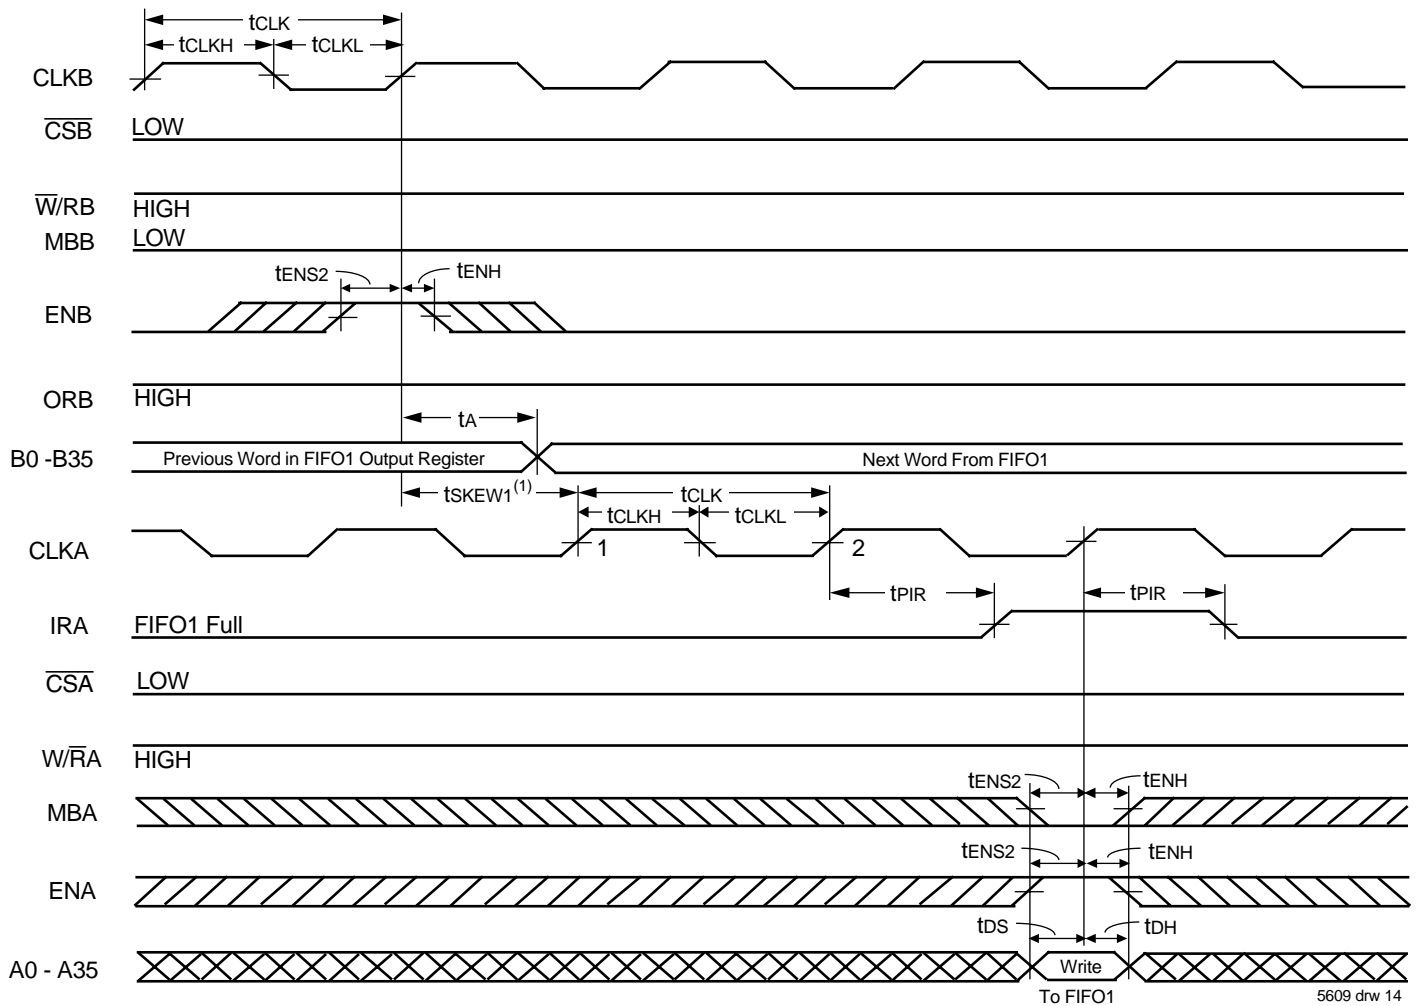 tCLK
tCLKH
tCLKL
CLKB
CSB
LOW
W/RB
HIGH
MBB
LOW
tENS2
tENH
ENB
ORB
HIGH
tA
B0 -B35
Previous Word in FIFO1 Output Register
Next Word From FIFO1
tSKEW1(1)
tCLK
tCLKH
tCLKL
CLKA
1
2
tPIR
tPIR
IRA
FIFO1 Full
CSA
LOW
W/RA
HIGH
tENS2
tENH
MBA
tENS2
tENH
ENA
tDS
tDH
A0 - A35
Write
To FIFO1
5609 drw 14